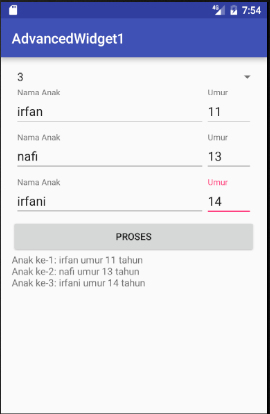 4G 7:54
AdvancedWidget1
3
Nama Anak Umur
irfan 11
Nama Anak Umur
nafi 13
Nama Anak Umur
irfani 14
PROSES
Anak ke-1: irfan umur 11 tahun
Anak ke-2: nafi umur 13 tahun
Anak ke-3: irfani umur 14 tahun